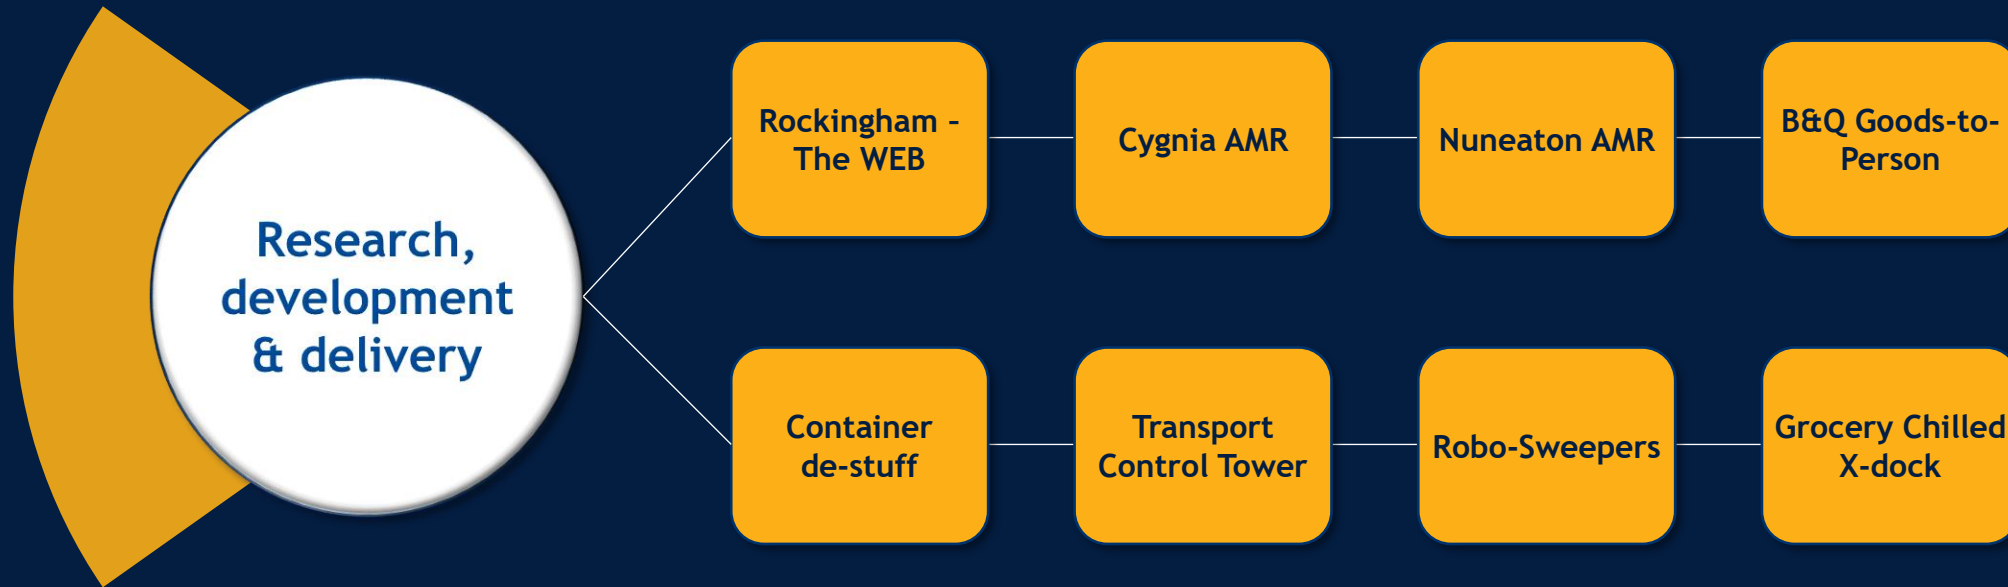 Research,
development
& delivery
Rockingham –
The WEB
Cygnia AMR
Nuneaton AMR
B&Q Goods-to-
Person
Container
de-stuff
Transport
Control Tower
Robo-Sweepers
Grocery Chilled
X-dock